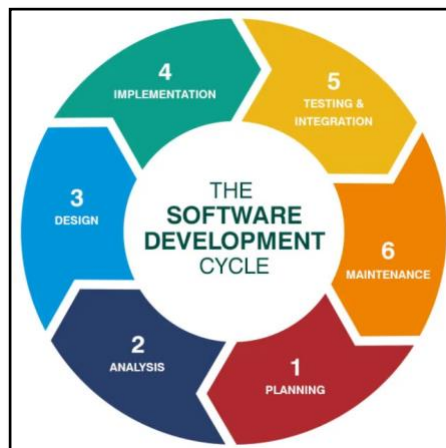 THE
SOFTWARE
DEVELOPMENT
CYCLE
1
PLANNING
2
ANALYSIS
3
DESIGN
4
IMPLEMENTATION
5
TESTING &
INTEGRATION
6
MAINTENANCE